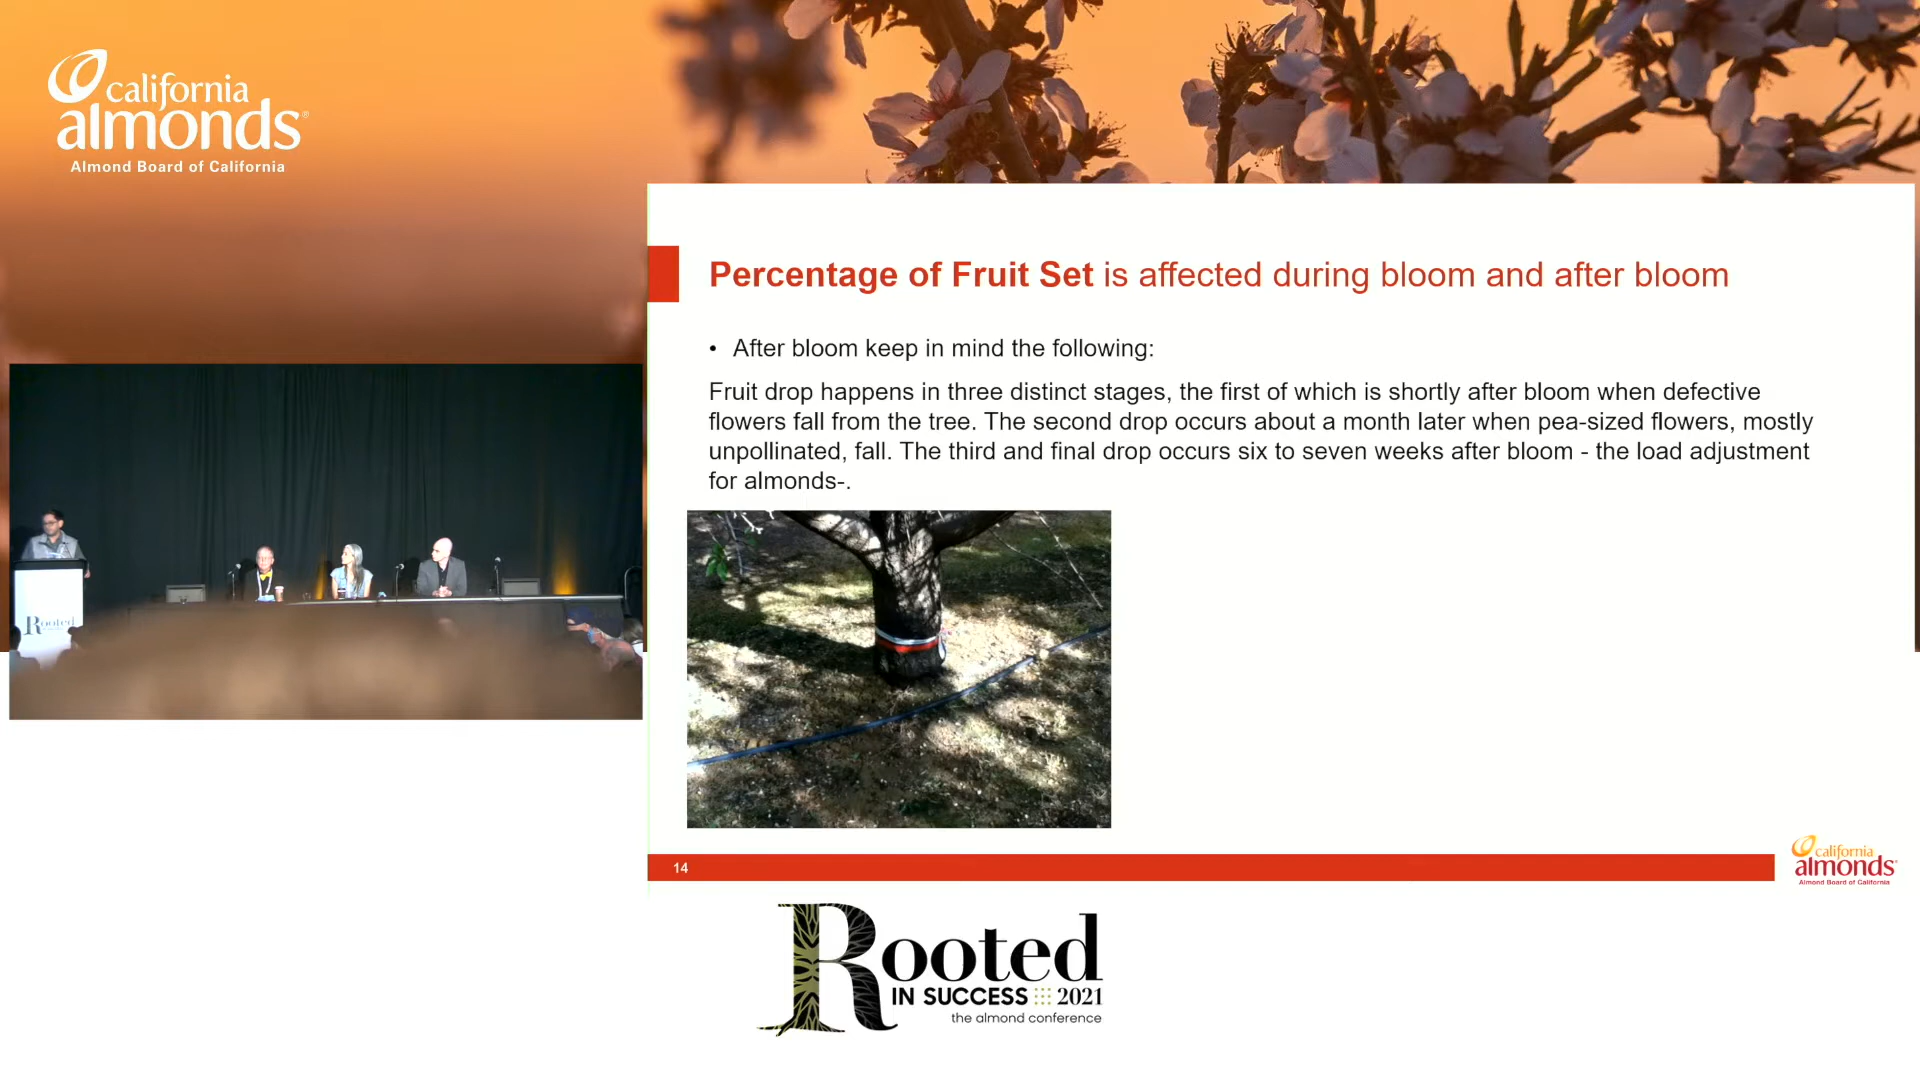 california
almonds®
Almond Board of California
Percentage of Fruit Set is affected during bloom and after bloom
• After bloom keep in mind the following:
Fruit drop happens in three distinct stages, the first of which is shortly after bloom when defective
flowers fall from the tree. The second drop occurs about a month later when pea-sized flowers, mostly
unpollinated, fall. The third and final drop occurs six to seven weeks after bloom - the load adjustment
for almonds-.
Rooted
14
california
almonds®
Almond Board of California
Rooted
IN SUCCESS 2021
the almond conference